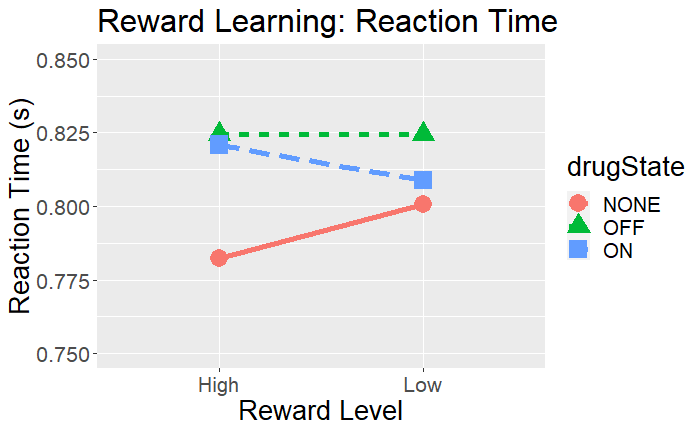 Reward Learning: Reaction Time
Reaction Time (s)
0.850
0.825
0.800
0.775
0.750
High Low
Reward Level
drugState
NONE
OFF
ON